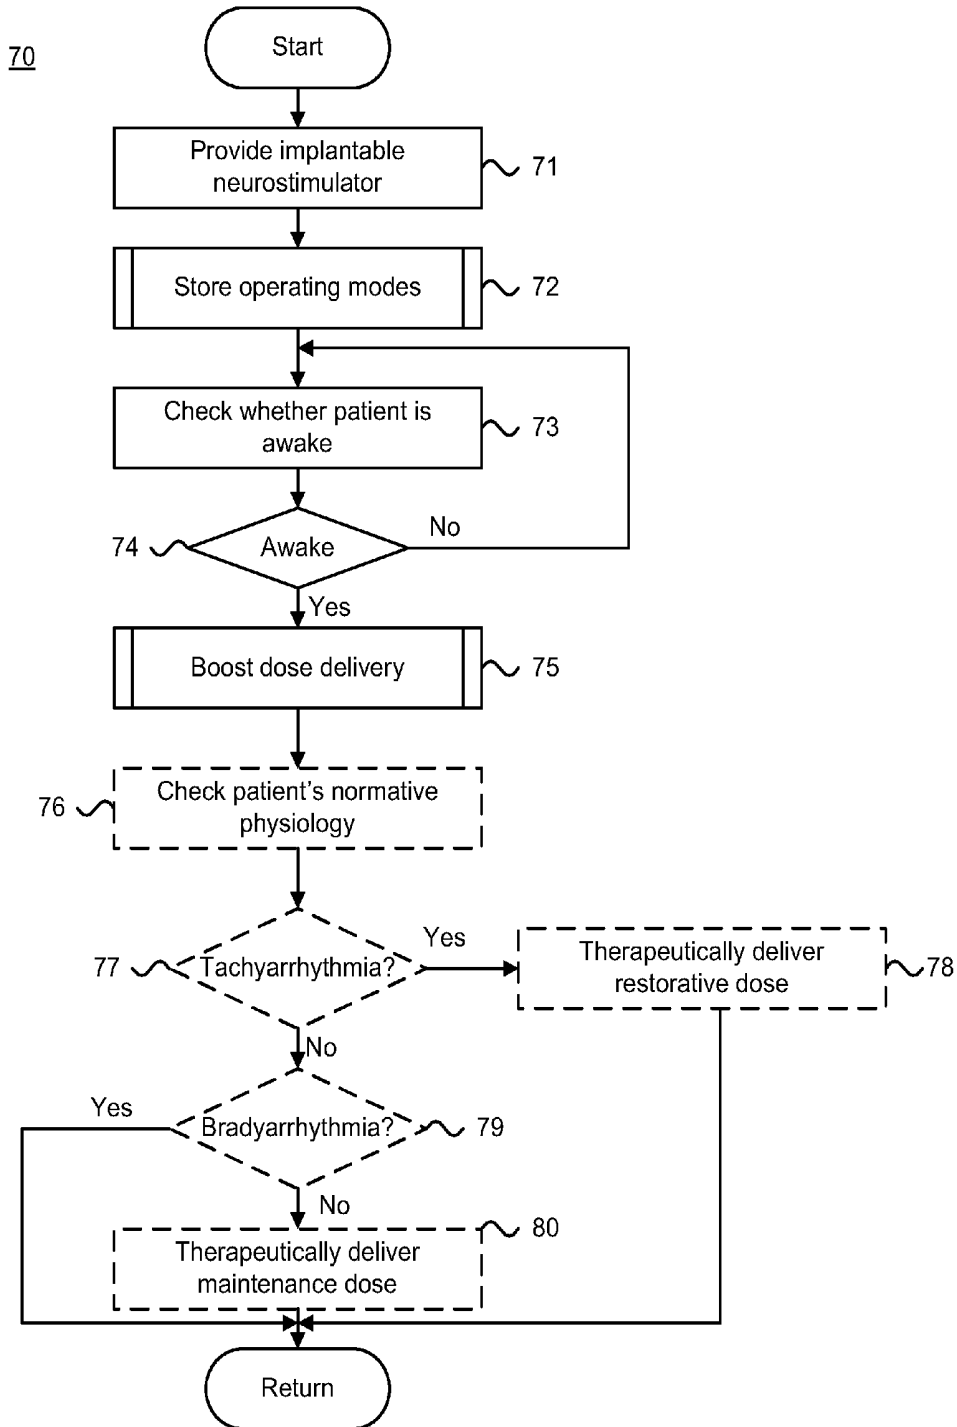 70
Start
Provide implantable
neurostimulator
71
Store operating modes
72
Check whether patient is
awake
73
74
Awake
No
Yes
Boost dose delivery
75
76
Check patient's normative
physiology
77
Tachyarrhythmia?
Yes
Therapeutically deliver
restorative dose
78
No
Yes
Bradyarrhythmia?
79
No
Therapeutically deliver
maintenance dose
80
Return